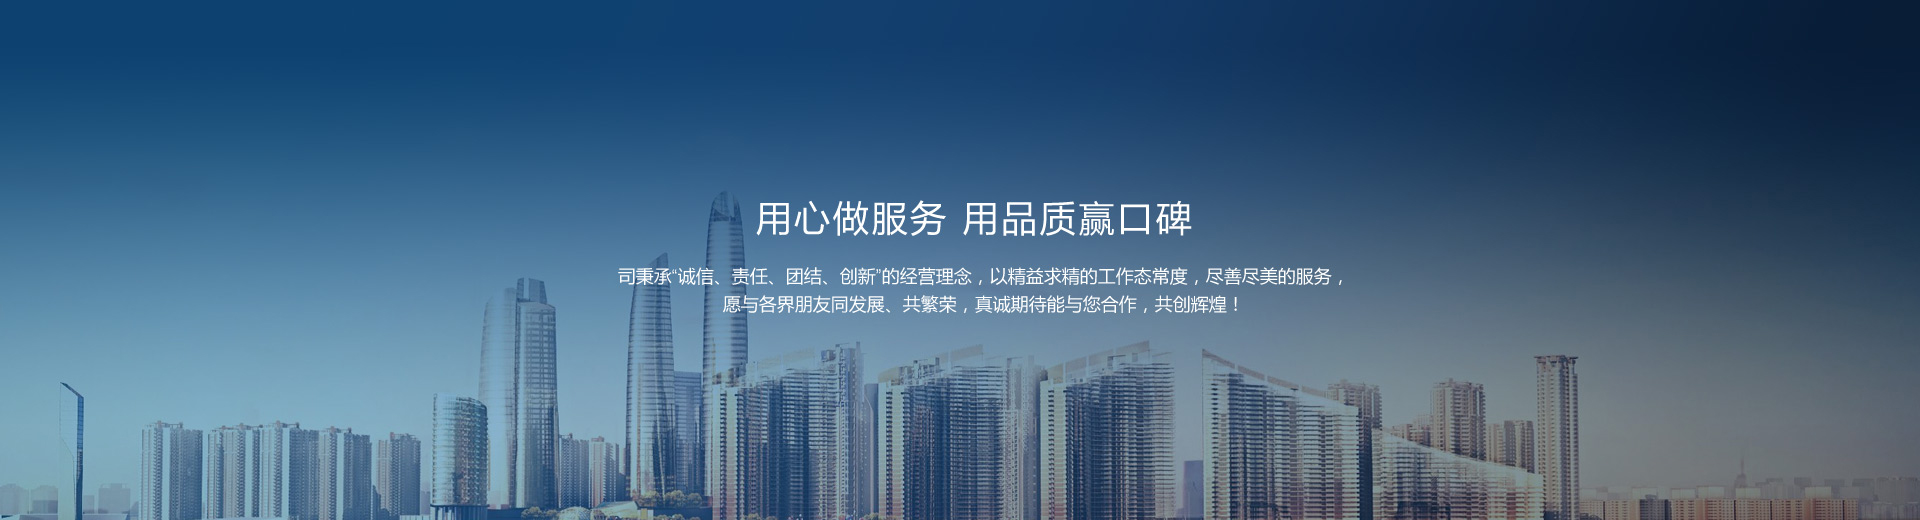 用心做服务 用品质赢口碑
司秉承“诚信、责任、团结、创新”的经营理念，以精益求精的工作态常度，尽善尽美的服务，
愿与各界朋友同发展、共繁荣，真诚期待能与您合作，共创辉煌！